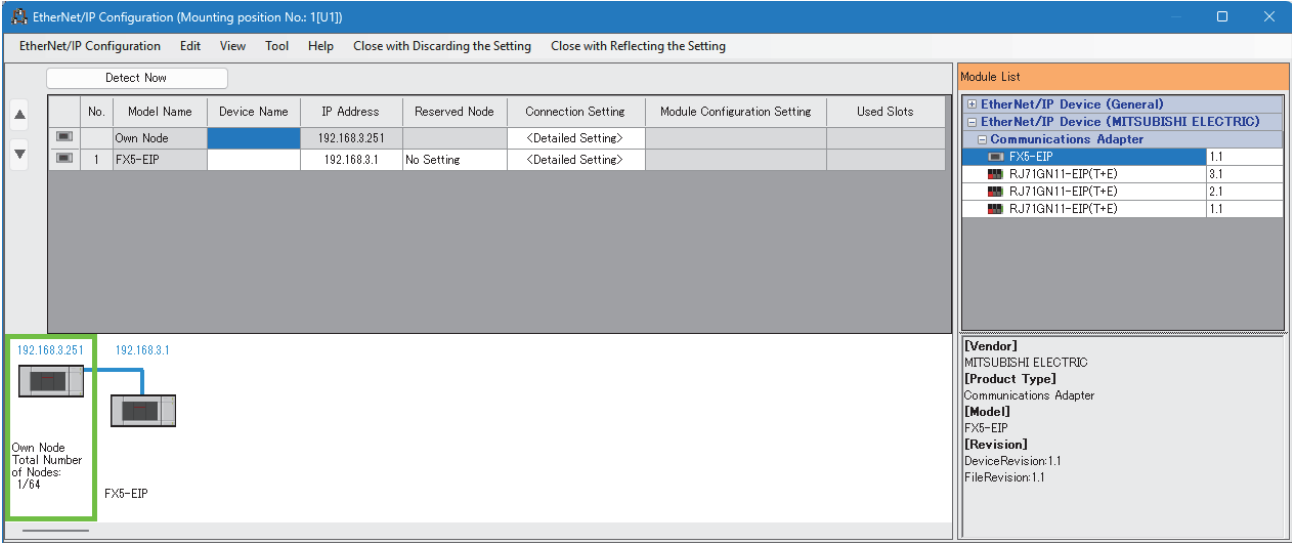 EtherNet/IP Configuration (Mounting position No.: 1[U1])
EtherNet/IP Configuration Edit View Tool Help Close with Discarding the Setting Close with Reflecting the Setting
Detect Now
No. Model Name Device Name IP Address Reserved Node Connection Setting Module Configuration Setting Used Slots
Own Node 192.168.3.251 <Detailed Setting>
1 FX5-EIP 192.168.3.1 No Setting <Detailed Setting>
192.168.3.251 192.168.3.1
Own Node
Total Number
of Nodes:
1/64
FX5-EIP
Module List
EtherNet/IP Device (General)
EtherNet/IP Device (MITSUBISHI ELECTRIC)
Communications Adapter
FX5-EIP 1.1
RJ71GN11-EIP(T+E) 3.1
RJ71GN11-EIP(T+E) 2.1
RJ71GN11-EIP(T+E) 1.1
[Vendor]
MITSUBISHI ELECTRIC
[Product Type]
Communications Adapter
[Model]
FX5-EIP
[Revision]
DeviceRevision:1.1
FileRevision:1.1